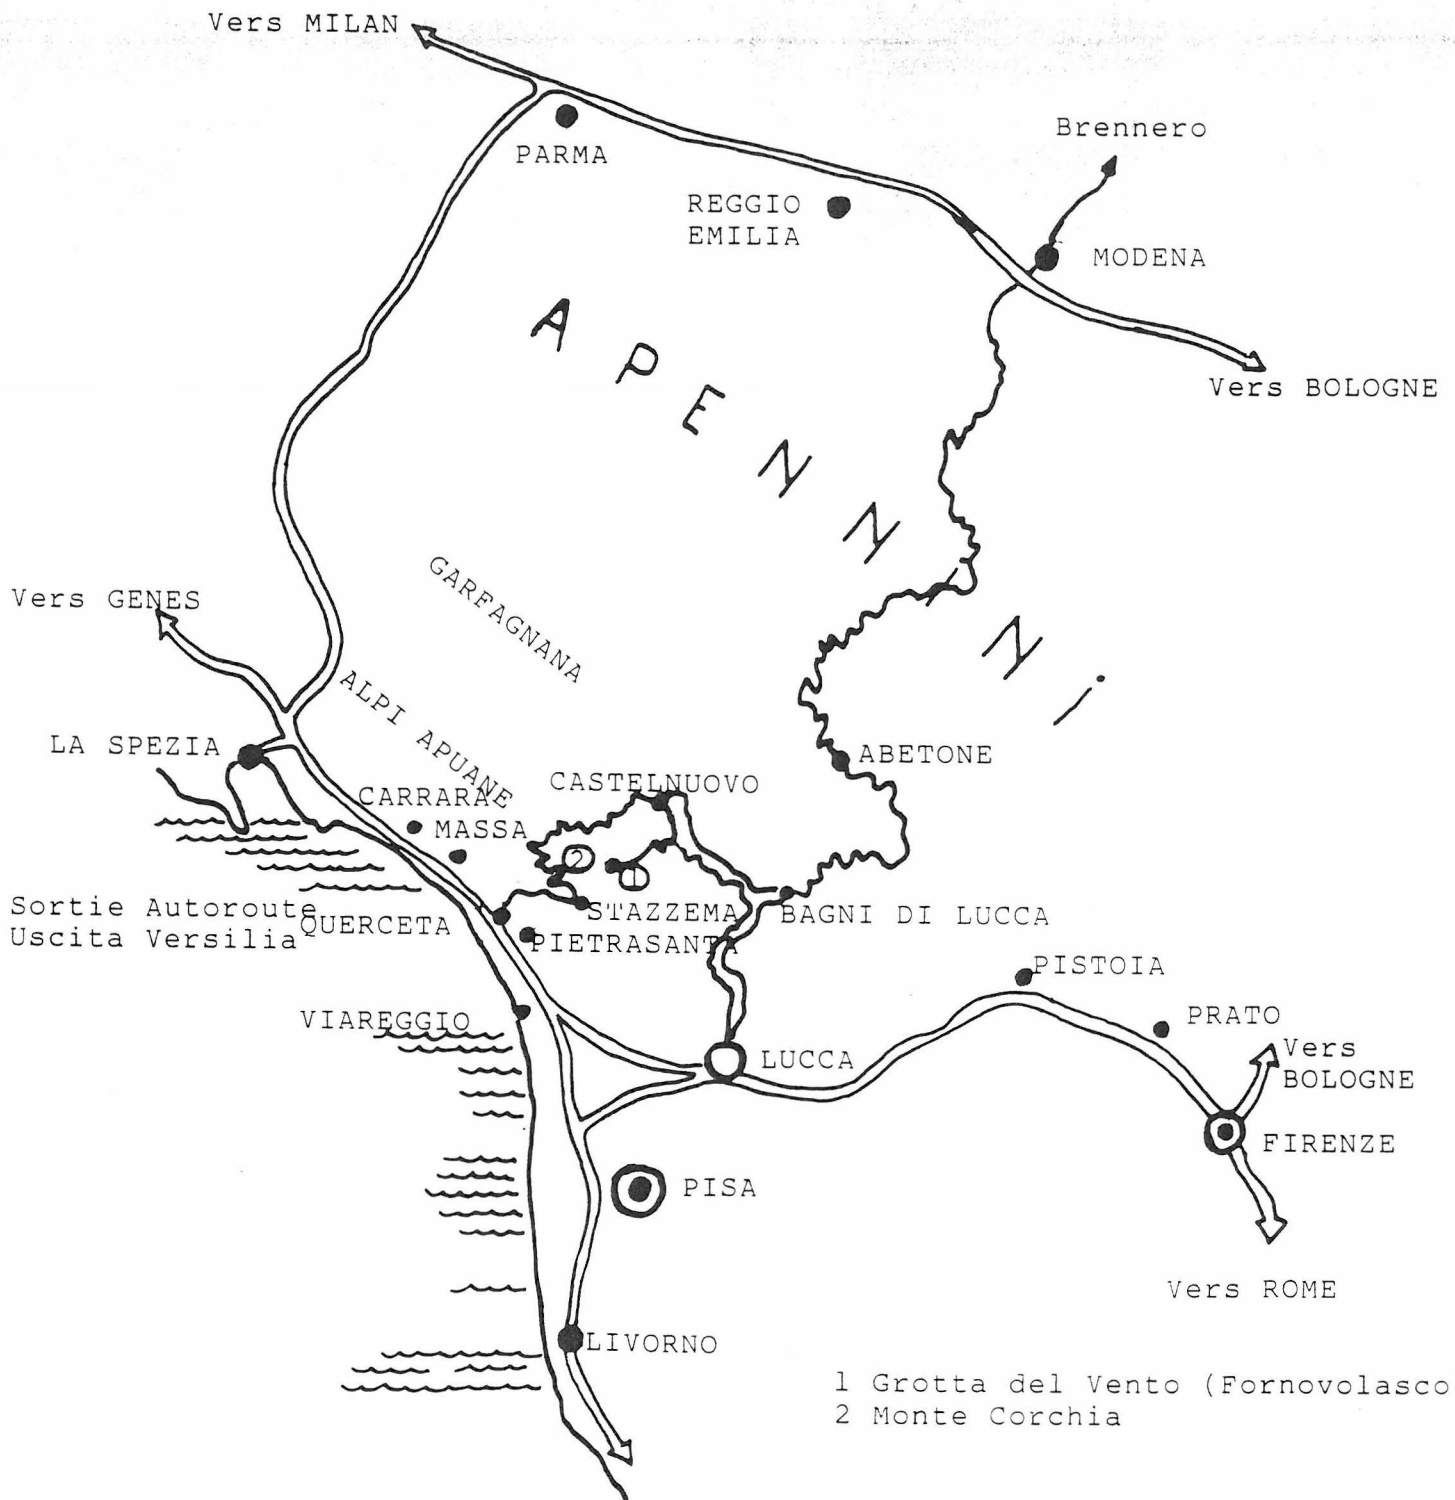 Vers MILAN
Brennero
PARMA
REGGIO
EMILIA
MODENA
APENNINI
Vers BOLOGNE
GARFAGNANA
Vers GENES
ALPI APUANE
LA SPEZIA
ABETONE
CASTELNUOVO
CARRARA
MASSA
2
1
Sortie Autoroute
Uscita Versilia
QUERCETA
STAZZEMA
BAGNI DI LUCCA
PIETRASANTA
PISTOIA
VIAREGGIO
PRATO
LUCCA
Vers
BOLOGNE
FIRENZE
PISA
Vers ROME
LIVORNO
1 Grotta del Vento (Fornovolasco
2 Monte Corchia